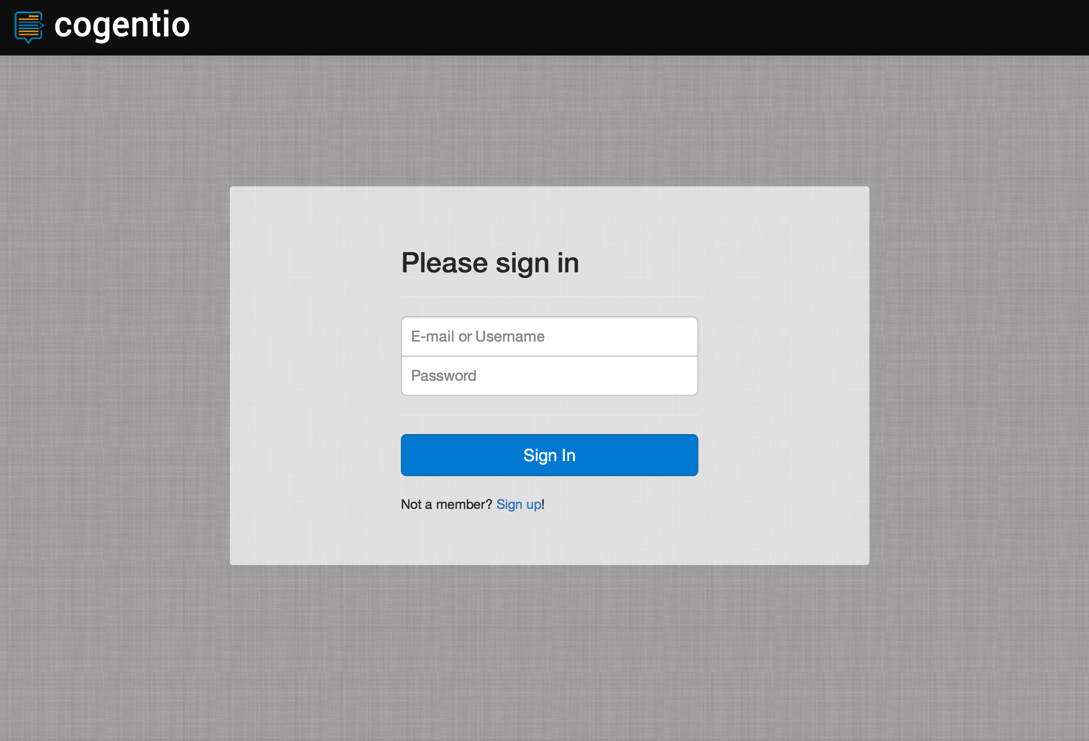 cogentio
Please sign in
E-mail or Username
Password
Sign In
Not a member? Sign up!